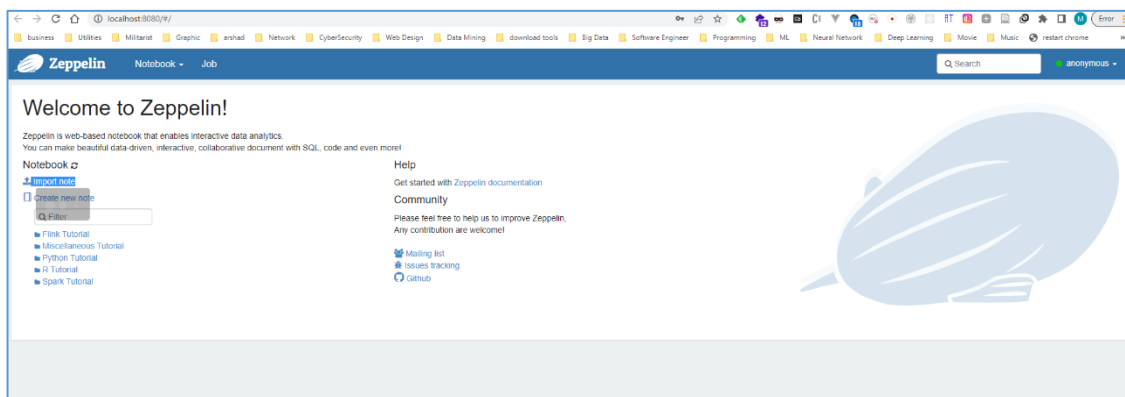 localhost:8080/#/
Error
business Utilities Militarist Graphic arshad Network CyberSecurity Web Design Data Mining download tools Big Data Software Engineer Programming ML Neural Network Deep Learning Movie Music restart chrome
Zeppelin Notebook Job Search anonymous
Welcome to Zeppelin!
Zeppelin is web-based notebook that enables interactive data analytics.
You can make beautiful data-driven, interactive, collaborative document with SQL, code and even more!
Notebook
Import note
Create new note
Filter
Flink Tutorial
Miscellaneous Tutorial
Python Tutorial
R Tutorial
Spark Tutorial
Help
Get started with Zeppelin documentation
Community
Please feel free to help us to improve Zeppelin,
Any contribution are welcome!
Mailing list
Issues tracking
Github